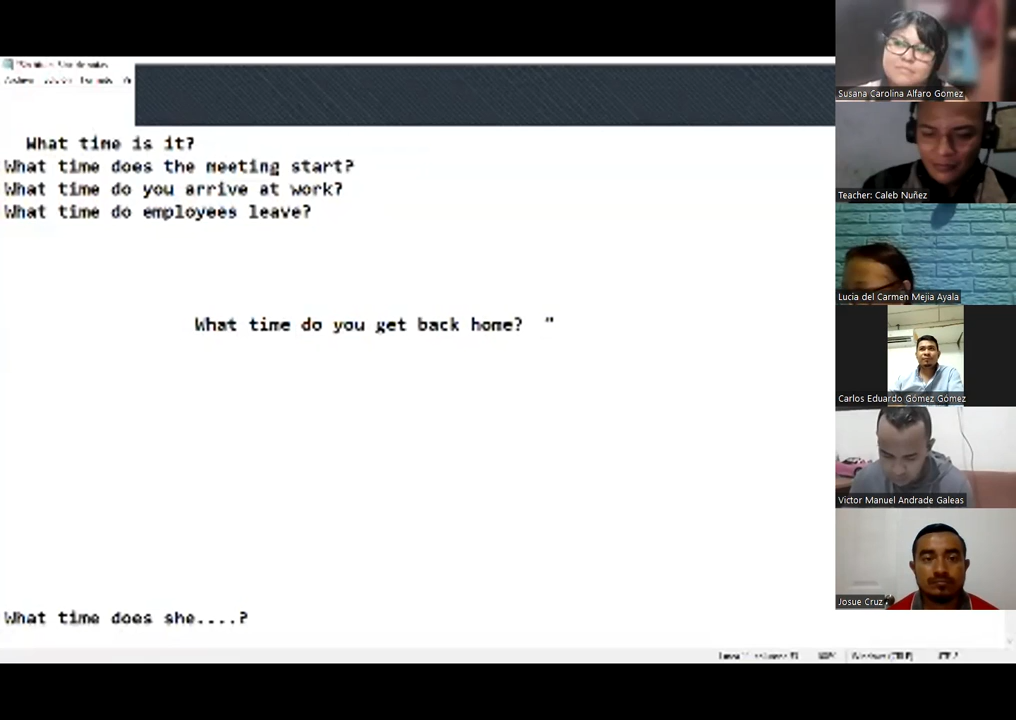 Susana Carolina Alfaro Gomez
What time is it?
What time does the meeting start?
What time do you arrive at work?
What time do employees leave?
Teacher: Caleb Nuñez
Lucia del Carmen Mejia Ayala
What time do you get back home? "
Carlos Eduardo Gómez Gómez
Victor Manuel Andrade Galeas
Josue Cruz
What time does she....?